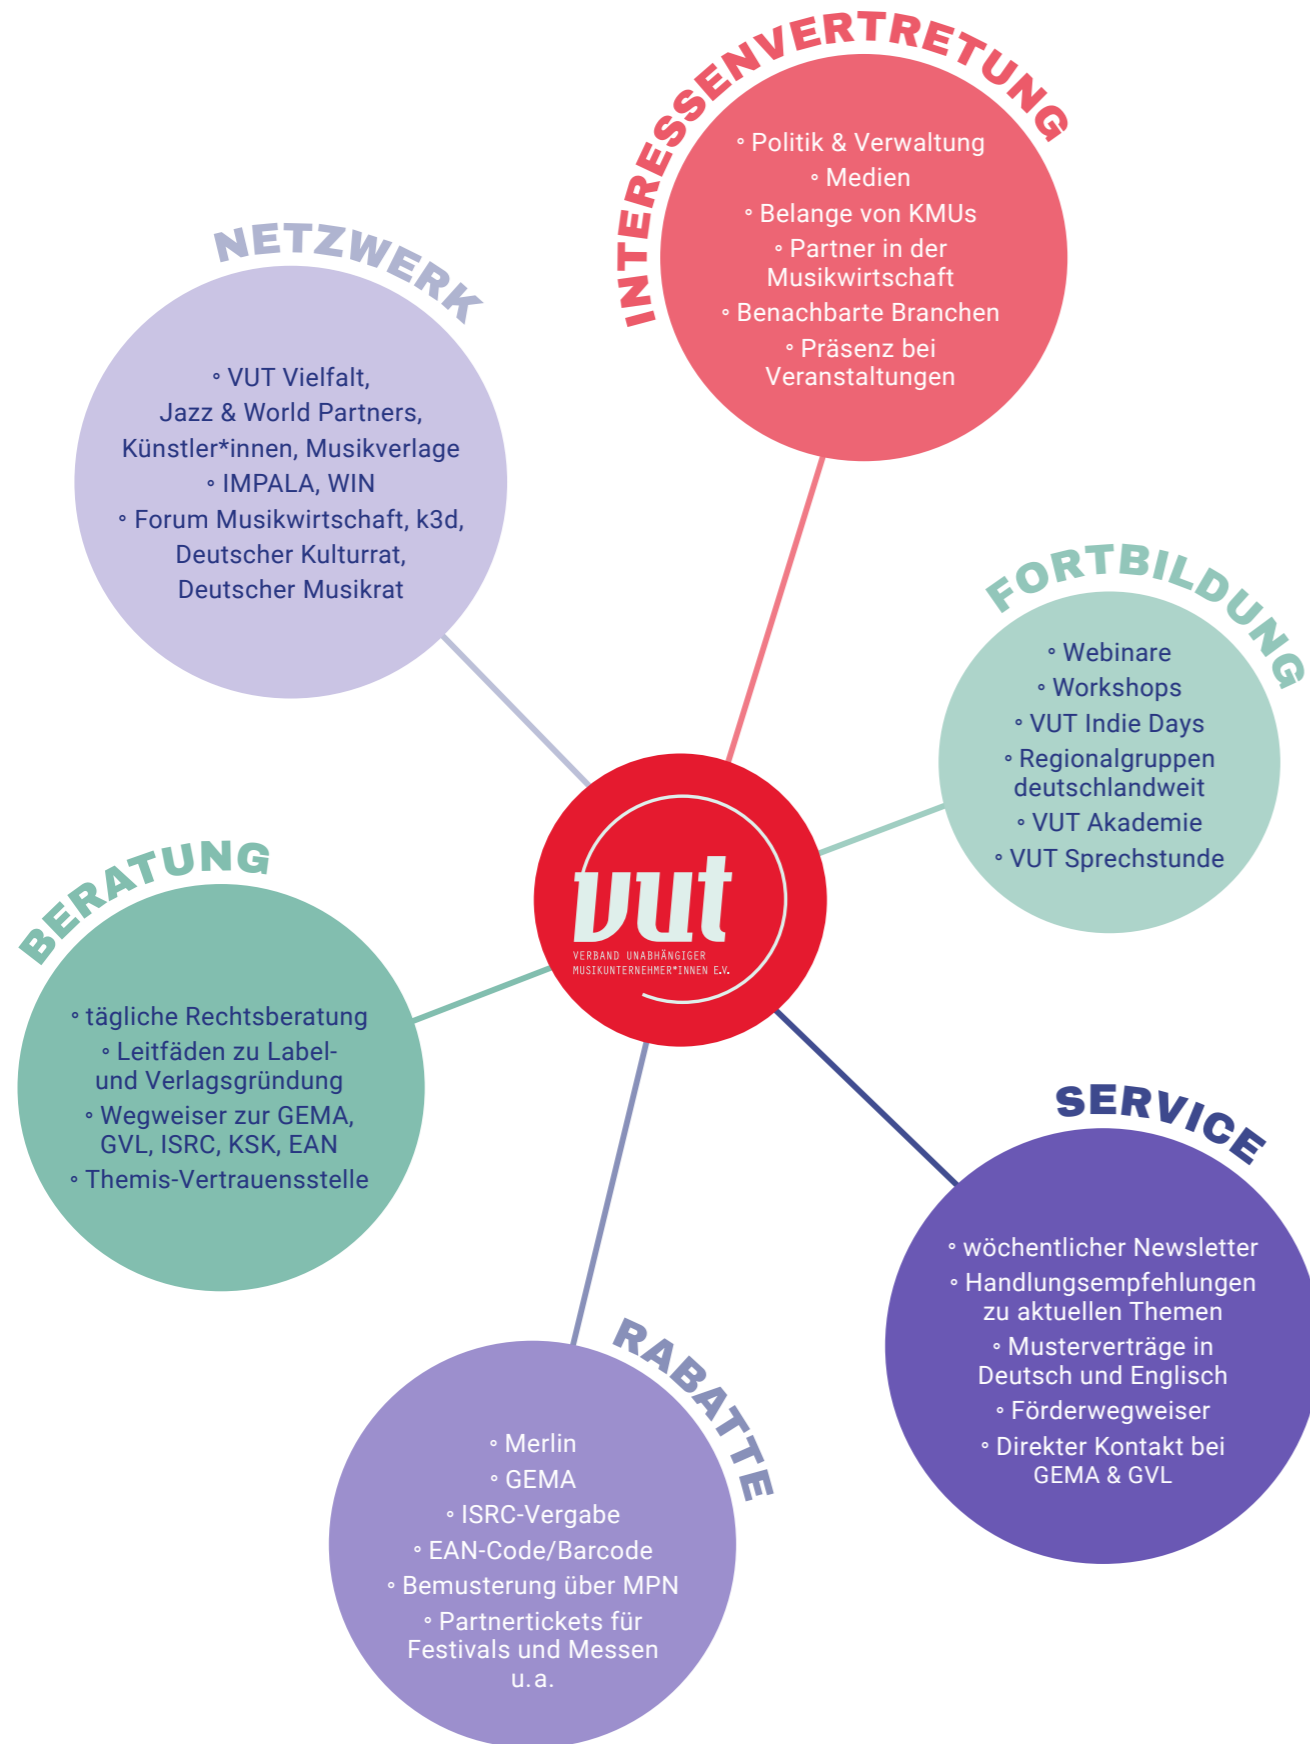 INTERESSENVERTRETUNG
° Politik & Verwaltung
° Medien
° Belange von KMUs
° Partner in der
Musikwirtschaft
° Benachbarte Branchen
° Präsenz bei
Veranstaltungen
NETZWERK
° VUT Vielfalt,
Jazz & World Partners,
Künstler*innen, Musikverlage
° IMPALA, WIN
° Forum Musikwirtschaft, k3d,
Deutscher Kulturrat,
Deutscher Musikrat
FORTBILDUNG
° Webinare
° Workshops
° VUT Indie Days
° Regionalgruppen
deutschlandweit
° VUT Akademie
° VUT Sprechstunde
vut
VERBAND UNABHÄNGIGER
MUSIKUNTERNEHMER*INNEN E.V.
BERATUNG
° tägliche Rechtsberatung
° Leitfäden zu Label-
und Verlagsgründung
° Wegweiser zur GEMA,
GVL, ISRC, KSK, EAN
° Themis-Vertrauensstelle
SERVICE
° wöchentlicher Newsletter
° Handlungsempfehlungen
zu aktuellen Themen
° Musterverträge in
Deutsch und Englisch
° Förderwegweiser
° Direkter Kontakt bei
GEMA & GVL
RABATTE
° Merlin
° GEMA
° ISRC-Vergabe
° EAN-Code/Barcode
° Bemusterung über MPN
° Partnertickets für
Festivals und Messen
u.a.